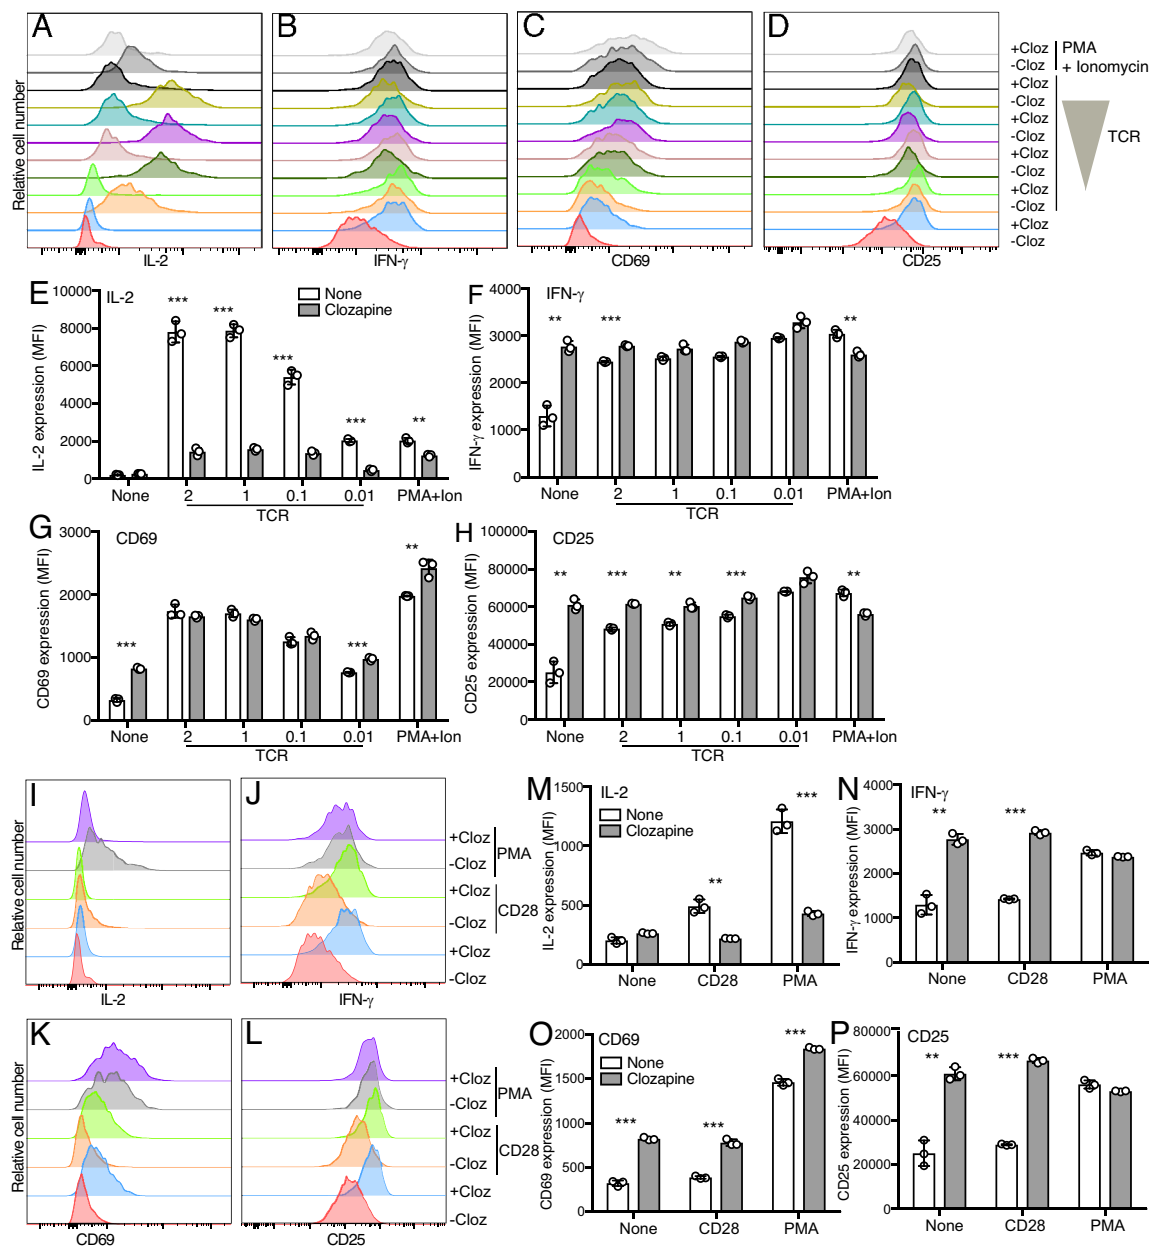 A
B
C
D
Relative cell number
IL-2
IFN-γ
CD69
CD25
+Cloz
PMA
-Cloz
+ Ionomycin
+Cloz
-Cloz
+Cloz
-Cloz
+Cloz
-Cloz
+Cloz
-Cloz
+Cloz
-Cloz
TCR
E
IL-2
None
Clozapine
IL-2 expression (MFI)
10000
8000
6000
4000
2000
0
*** *** *** *** **
None 2 1 0.1 0.01 PMA+Ion
TCR
F
IFN-γ
IFN-γ expression (MFI)
4000
3000
2000
1000
0
** *** **
None 2 1 0.1 0.01 PMA+Ion
TCR
G
CD69
CD69 expression (MFI)
3000
2000
1000
0
*** *** **
None 2 1 0.1 0.01 PMA+Ion
TCR
H
CD25
CD25 expression (MFI)
100000
80000
60000
40000
20000
0
** *** ** *** **
None 2 1 0.1 0.01 PMA+Ion
TCR
I
J
Relative cell number
IL-2
IFN-γ
+Cloz
-Cloz
PMA
+Cloz
-Cloz
CD28
+Cloz
-Cloz
K
L
Relative cell number
CD69
CD25
+Cloz
-Cloz
PMA
+Cloz
-Cloz
CD28
+Cloz
-Cloz
M
IL-2
None
Clozapine
IL-2 expression (MFI)
1500
1000
500
0
** ***
None CD28 PMA
N
IFN-γ
IFN-γ expression (MFI)
4000
3000
2000
1000
0
** ***
None CD28 PMA
O
CD69
None
Clozapine
CD69 expression (MFI)
2000
1500
1000
500
0
*** *** ***
None CD28 PMA
P
CD25
CD25 expression (MFI)
80000
60000
40000
20000
0
** ***
None CD28 PMA